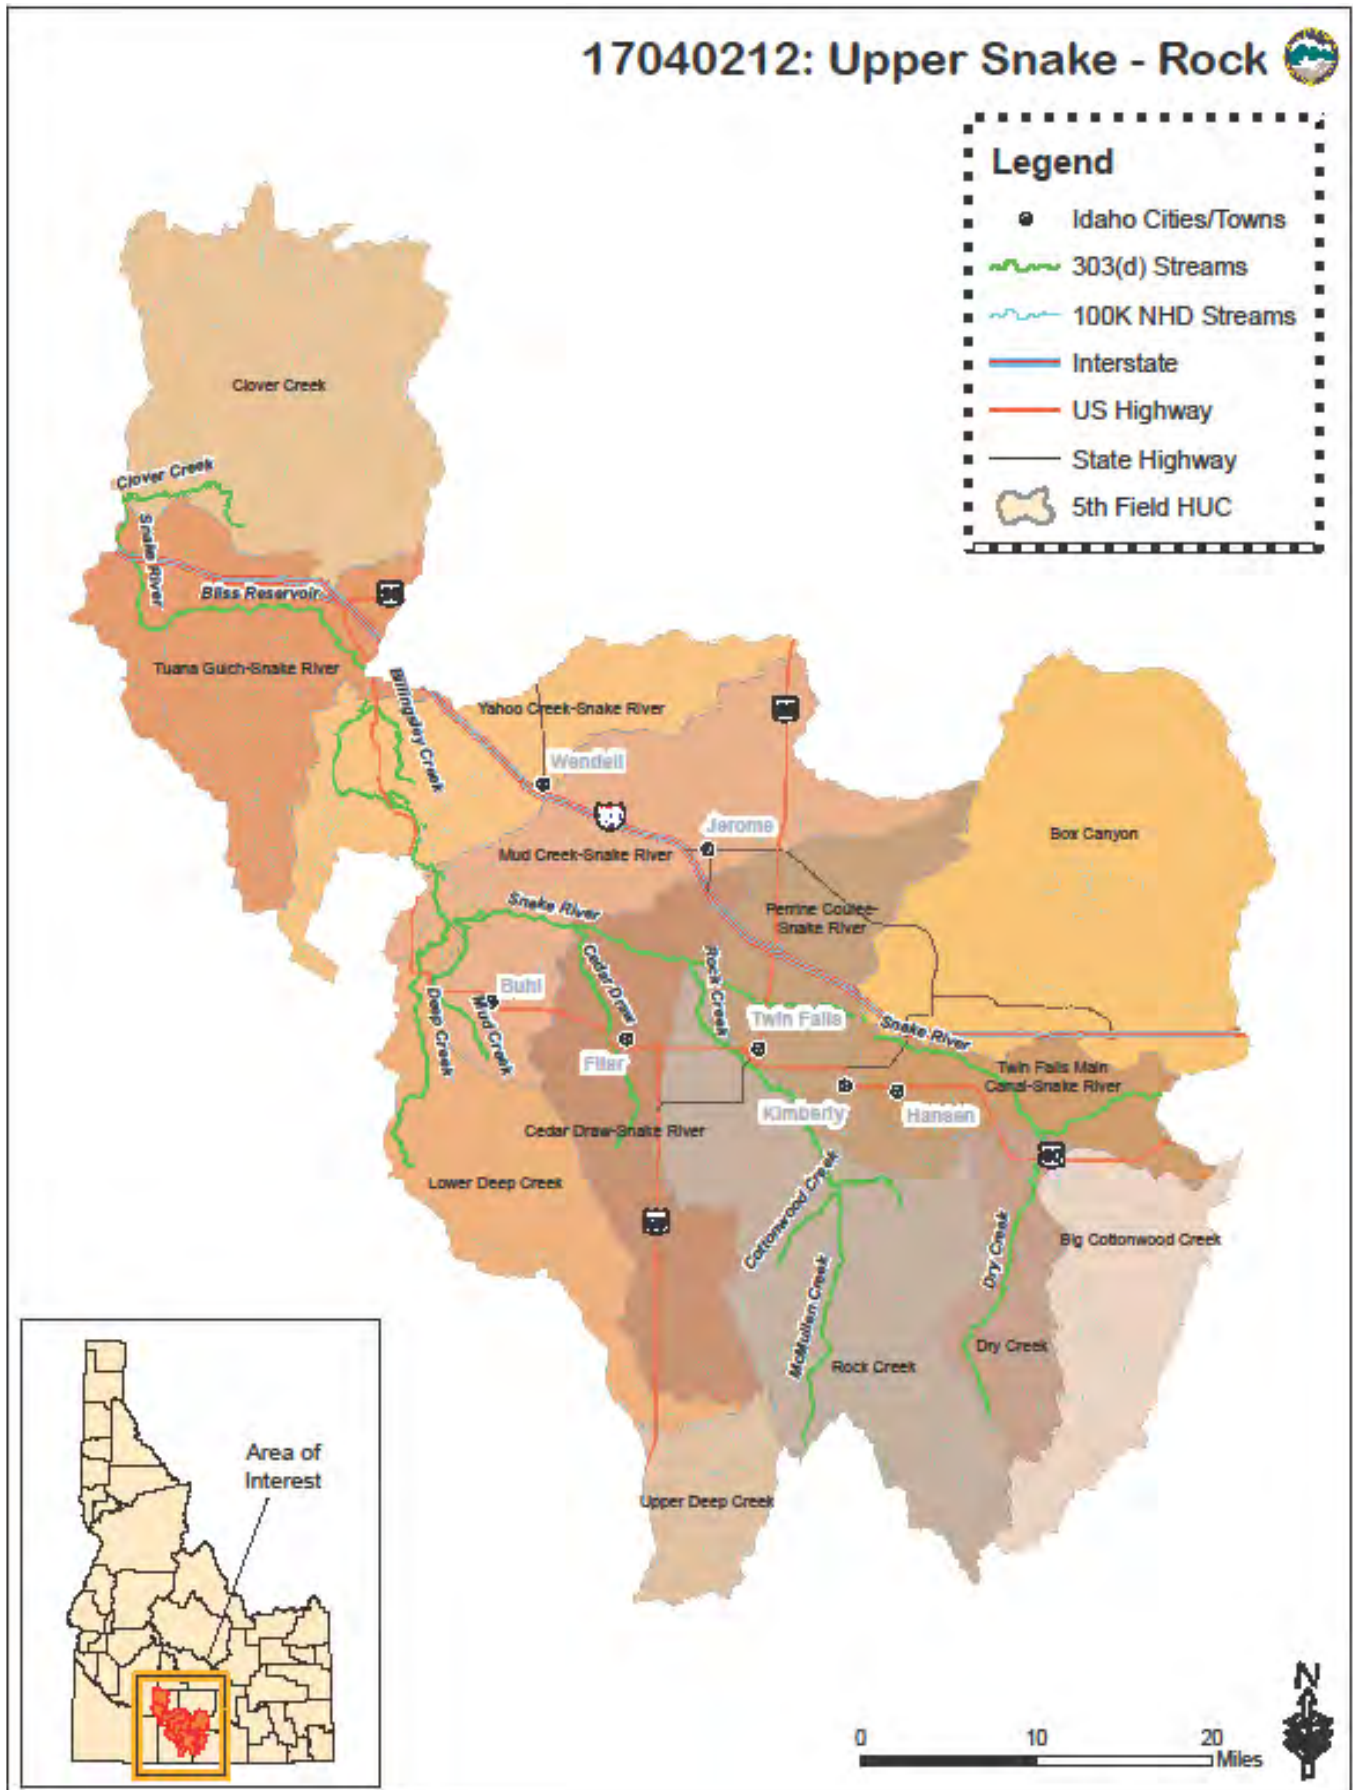 17040212: Upper Snake - Rock
Legend
Idaho Cities/Towns
303(d) Streams
100K NHD Streams
Interstate
US Highway
State Highway
5th Field HUC
Clover Creek
Clover Creek
Snake River
Bliss Reservoir
Tuana Gulch-Snake River
Billingsley Creek
Yahoo Creek-Snake River
Wendell
Jerome
Mud Creek-Snake River
Box Canyon
Snake River
Perrine Coulee-
Snake River
Cedar Draw
Rock Creek
Buhl
Deep Creek
Mud Creek
Twin Falls
Snake River
Filer
Twin Falls Main
Canal-Snake River
Kimberly
Hansen
Cedar Draw-Snake River
Lower Deep Creek
Cottonwood Creek
Dry Creek
Big Cottonwood Creek
McMullen Creek
Rock Creek
Dry Creek
Upper Deep Creek
Area of
Interest
N
0 10 20
Miles